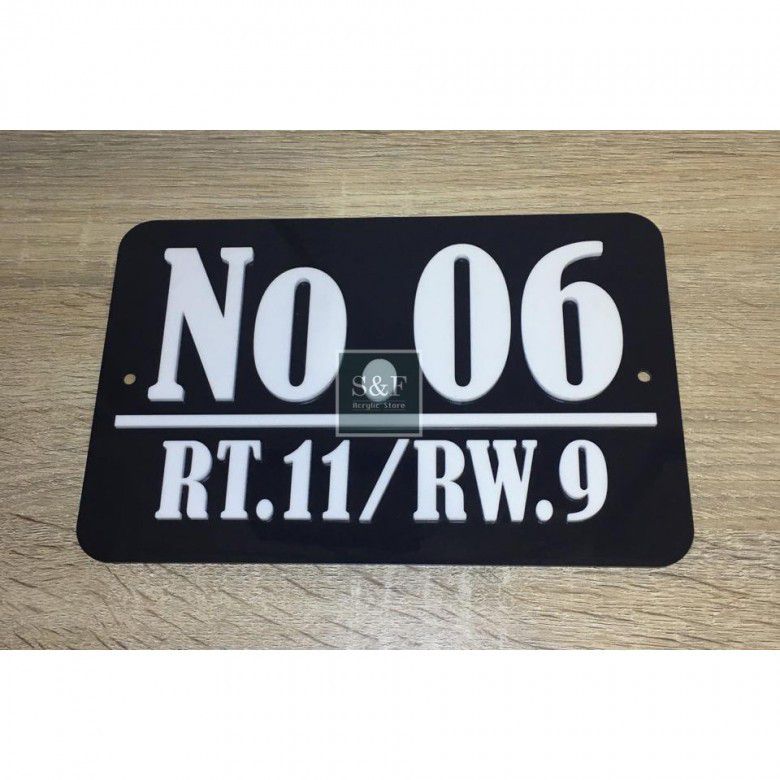 No 06
S&F
Acrylic Store
RT.11/RW.9